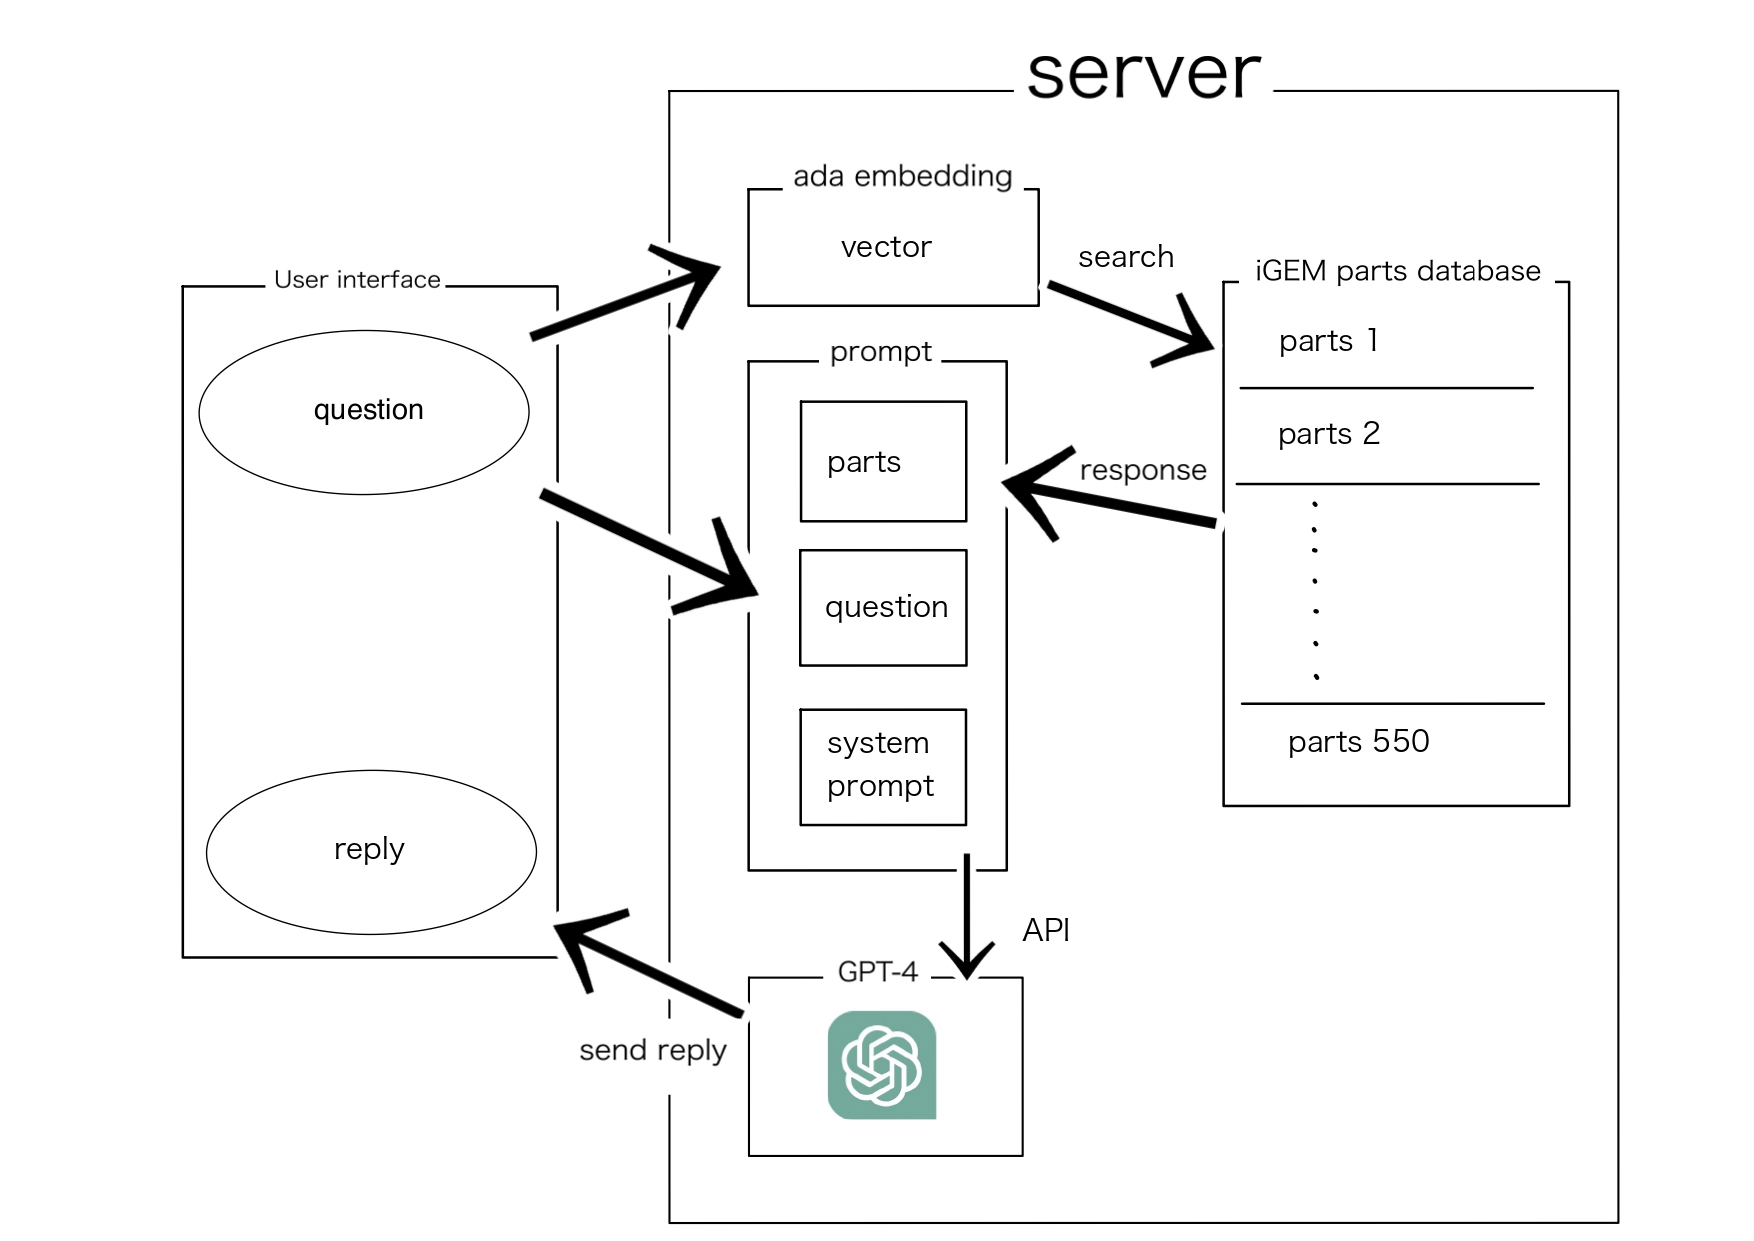 server
ada embedding
vector
search
iGEM parts database
parts 1
parts 2
parts 550
User interface
question
reply
prompt
parts
question
system
prompt
response
API
GPT-4
send reply